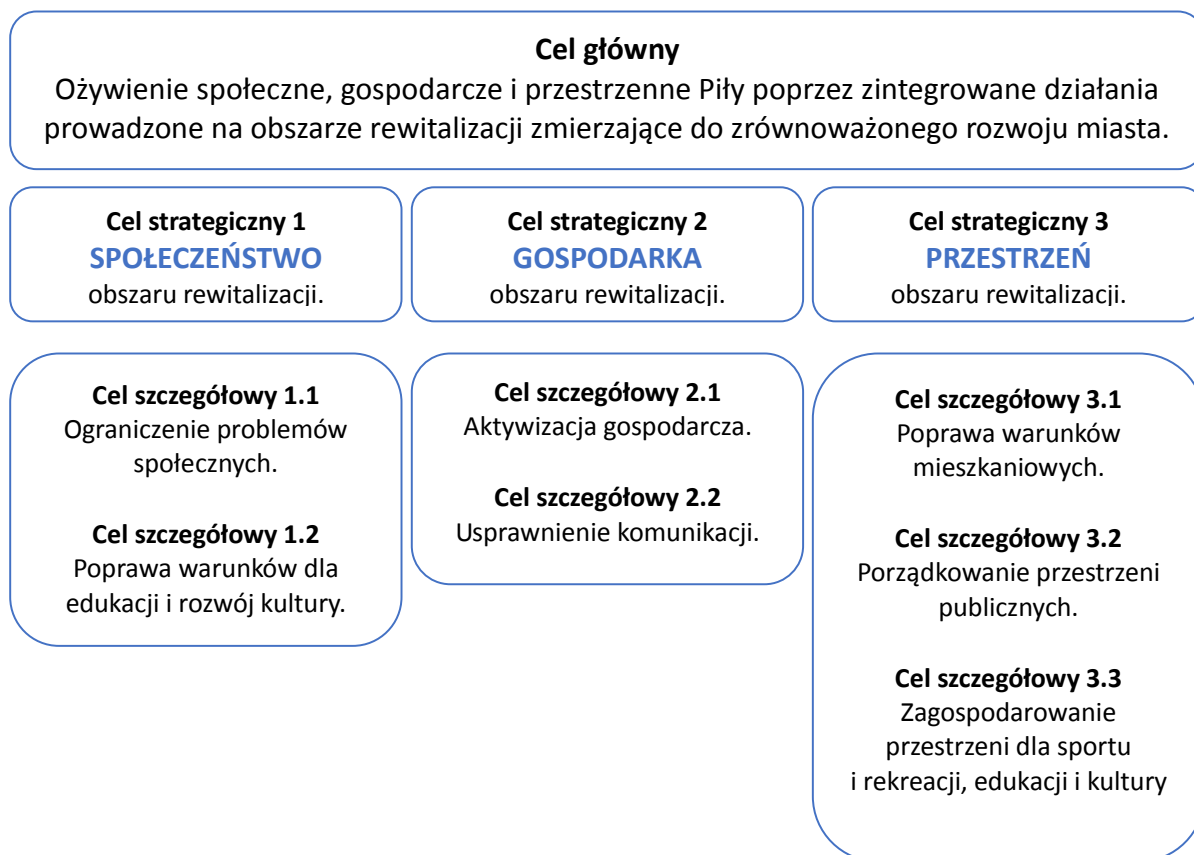 Cel główny
Ożywienie społeczne, gospodarcze i przestrzenne Piły poprzez zintegrowane działania
prowadzone na obszarze rewitalizacji zmierzające do zrównoważonego rozwoju miasta.
Cel strategiczny 1
SPOŁECZEŃSTWO
obszaru rewitalizacji.
Cel strategiczny 2
GOSPODARKA
obszaru rewitalizacji.
Cel strategiczny 3
PRZESTRZEŃ
obszaru rewitalizacji.
Cel szczegółowy 1.1
Ograniczenie problemów
społecznych.
Cel szczegółowy 1.2
Poprawa warunków dla
edukacji i rozwój kultury.
Cel szczegółowy 2.1
Aktywizacja gospodarcza.
Cel szczegółowy 2.2
Usprawnienie komunikacji.
Cel szczegółowy 3.1
Poprawa warunków
mieszkaniowych.
Cel szczegółowy 3.2
Porządkowanie przestrzeni
publicznych.
Cel szczegółowy 3.3
Zagospodarowanie
przestrzeni dla sportu
i rekreacji, edukacji i kultury